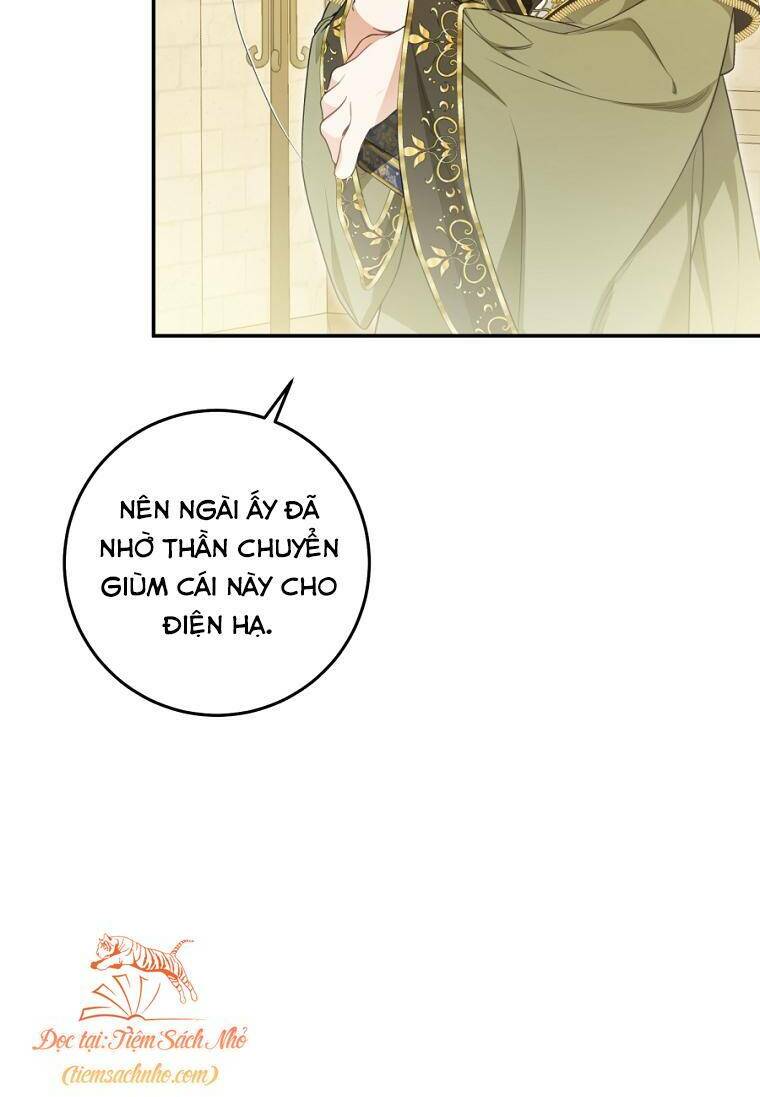 NÊN NGÀI ẤY ĐÃ
NHỜ THẦN CHUYỂN
GIÙM CÁI NÀY CHO
ĐIỆN HẠ.
Đọc tại: Tiệm Sách Nhỏ
(tiemsachnho.com)